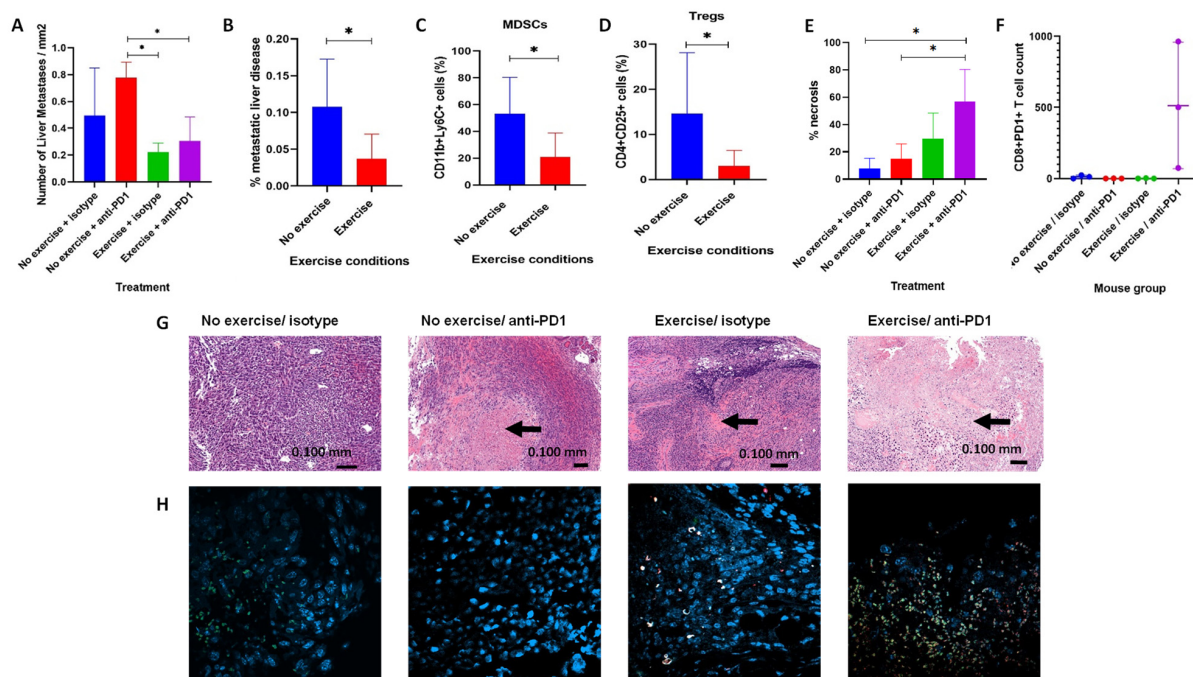 A
Number of Liver Metastases / mm2
1.0
0.8
0.6
0.4
0.2
0.0
*
*
No exercise + isotype
No exercise + anti-PD1
Exercise + isotype
Exercise + anti-PD1
Treatment
B
% metastatic liver disease
0.20
0.15
0.10
0.05
0.00
*
No exercise
Exercise
Exercise conditions
C
MDSCs
CD11b+Ly6C+ cells (%)
100
80
60
40
20
0
*
No exercise
Exercise
Exercise conditions
D
Tregs
CD4+CD25+ cells (%)
30
20
10
0
*
No exercise
Exercise
Exercise conditions
E
% necrosis
100
80
60
40
20
0
*
*
No exercise + isotype
No exercise + anti-PD1
Exercise + isotype
Exercise + anti-PD1
Treatment
F
CD8+PD1+ T cell count
1000
500
0
No exercise / isotype
No exercise / anti-PD1
Exercise / isotype
Exercise / anti-PD1
Mouse group
G
No exercise/ isotype
No exercise/ anti-PD1
Exercise/ isotype
Exercise/ anti-PD1
0.100 mm
0.100 mm
0.100 mm
0.100 mm
H